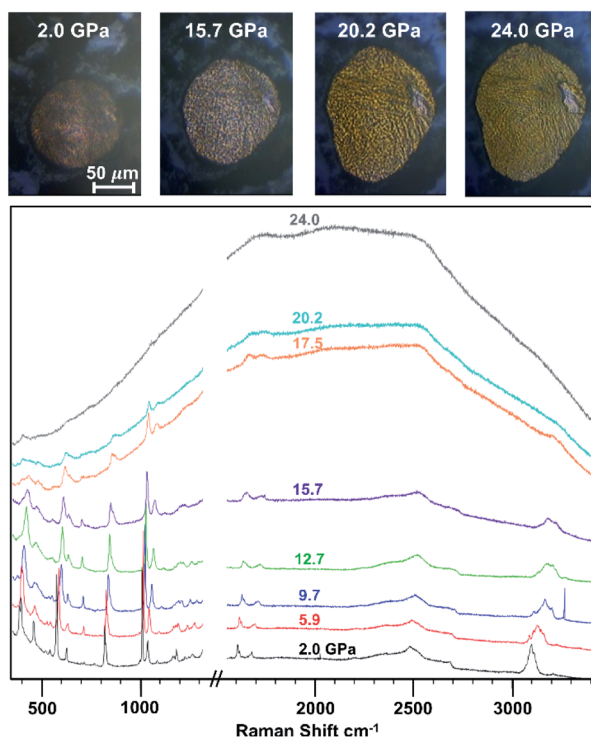 2.0 GPa 15.7 GPa 20.2 GPa 24.0 GPa
50 μm
24.0
20.2
17.5
15.7
12.7
9.7
5.9
2.0 GPa
500 1000 2000 2500 3000
Raman Shift cm⁻¹